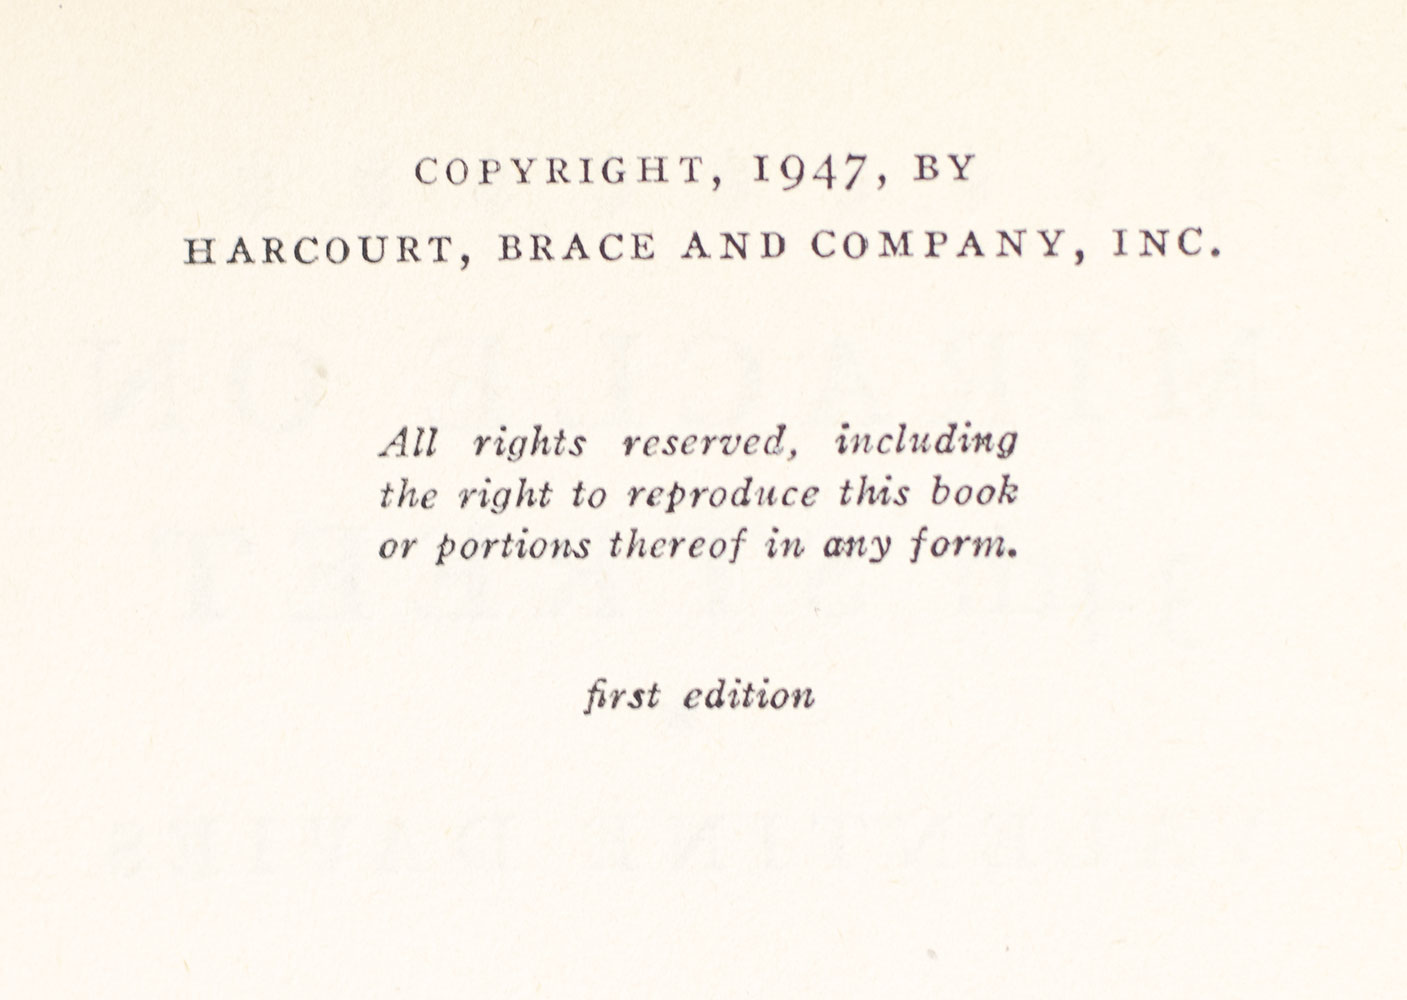 COPYRIGHT, 1947, BY
HARCOURT, BRACE AND COMPANY, INC.
All rights reserved, including
the right to reproduce this book
or portions thereof in any form.
first edition